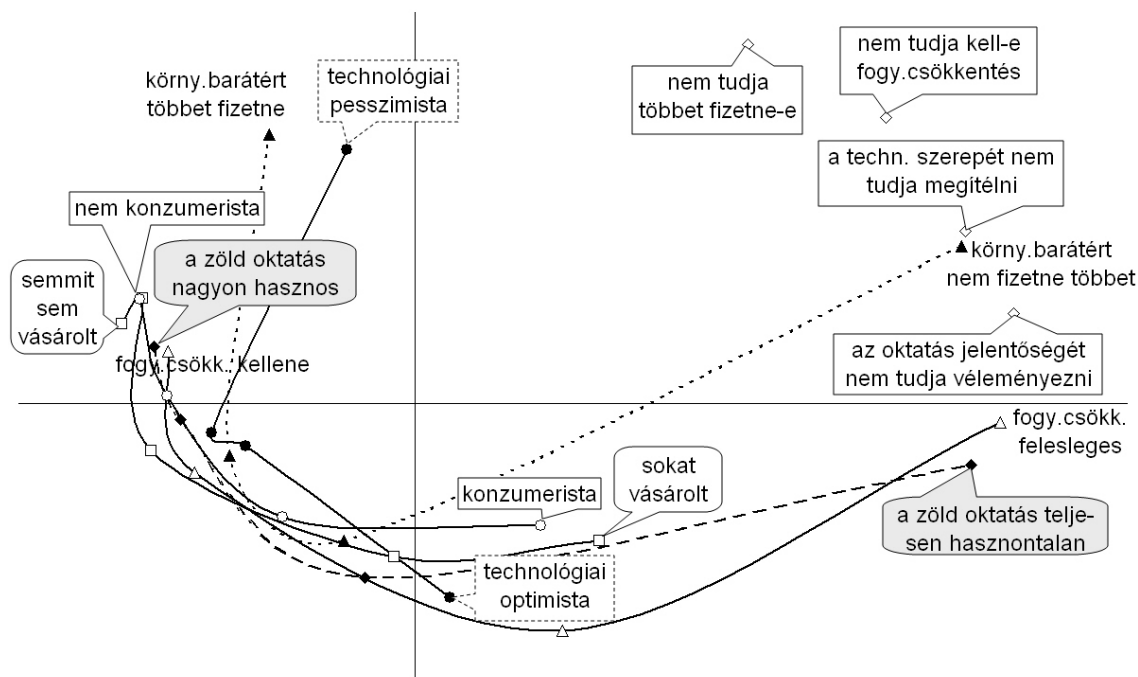 körny.barátért
többet fizetne
technológiai
pesszimista
nem tudja
többet fizetne-e
nem tudja kell-e
fogy.csökkentés
a techn. szerepét nem
tudja megítélni
nem konzumerista
a zöld oktatás
nagyon hasznos
semmit
sem
vásárolt
körny.barátért
nem fizetne többet
fogy.csökk. kellene
az oktatás jelentőségét
nem tudja véleményezni
fogy.csökk.
felesleges
konzumerista
sokat
vásárolt
a zöld oktatás telje-
sen hasznontalan
technológiai
optimista